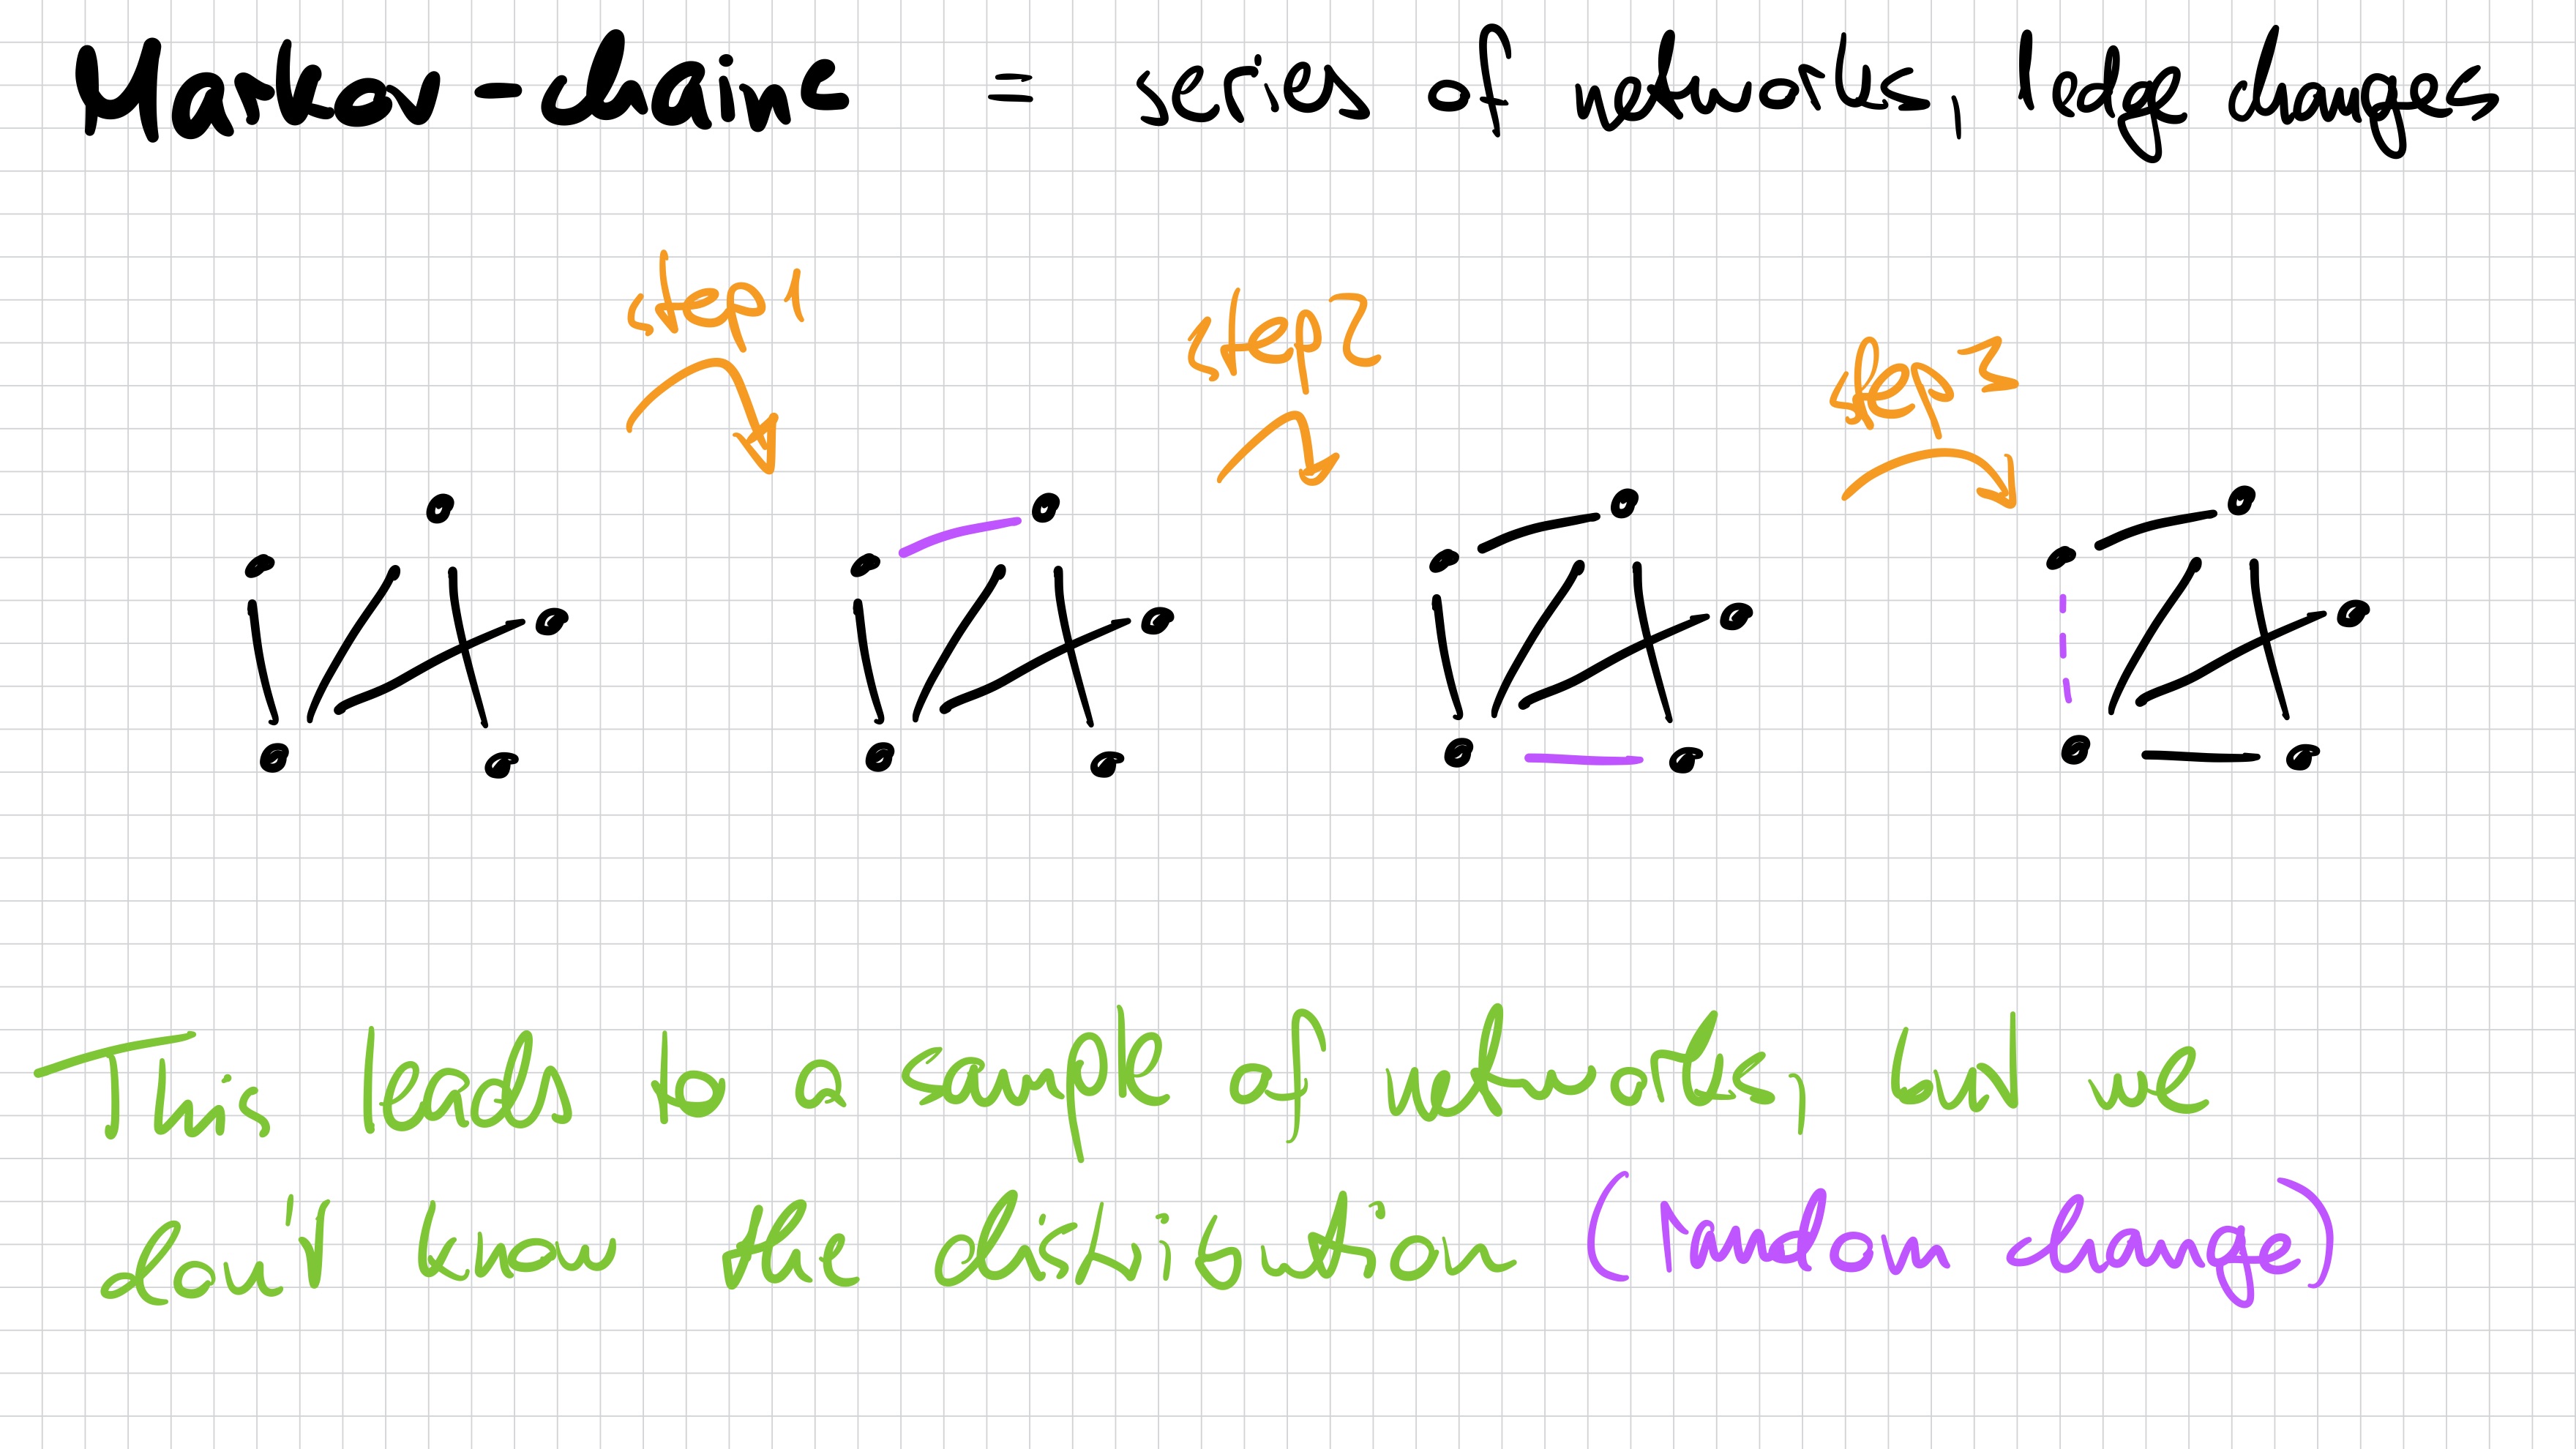 Markov-chains = series of networks, 1 edge changes
step 1
step 2
step 3
This leads to a sample of networks, but we
don't know the distribution (random change)